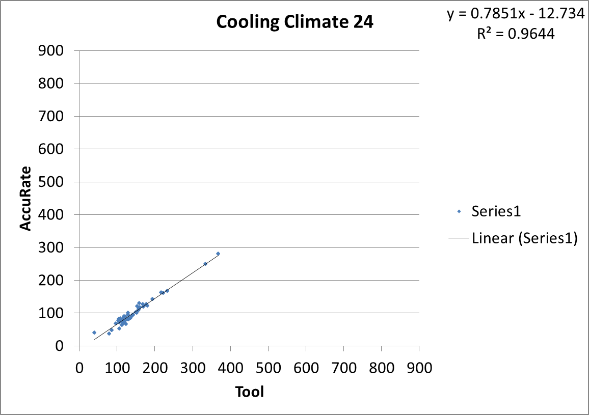 Cooling Climate 24
y = 0.7851x - 12.734
R² = 0.9644
900
800
700
600
500
400
300
200
100
0
AccuRate
0 100 200 300 400 500 600 700 800 900
Tool
Series1
Linear (Series1)